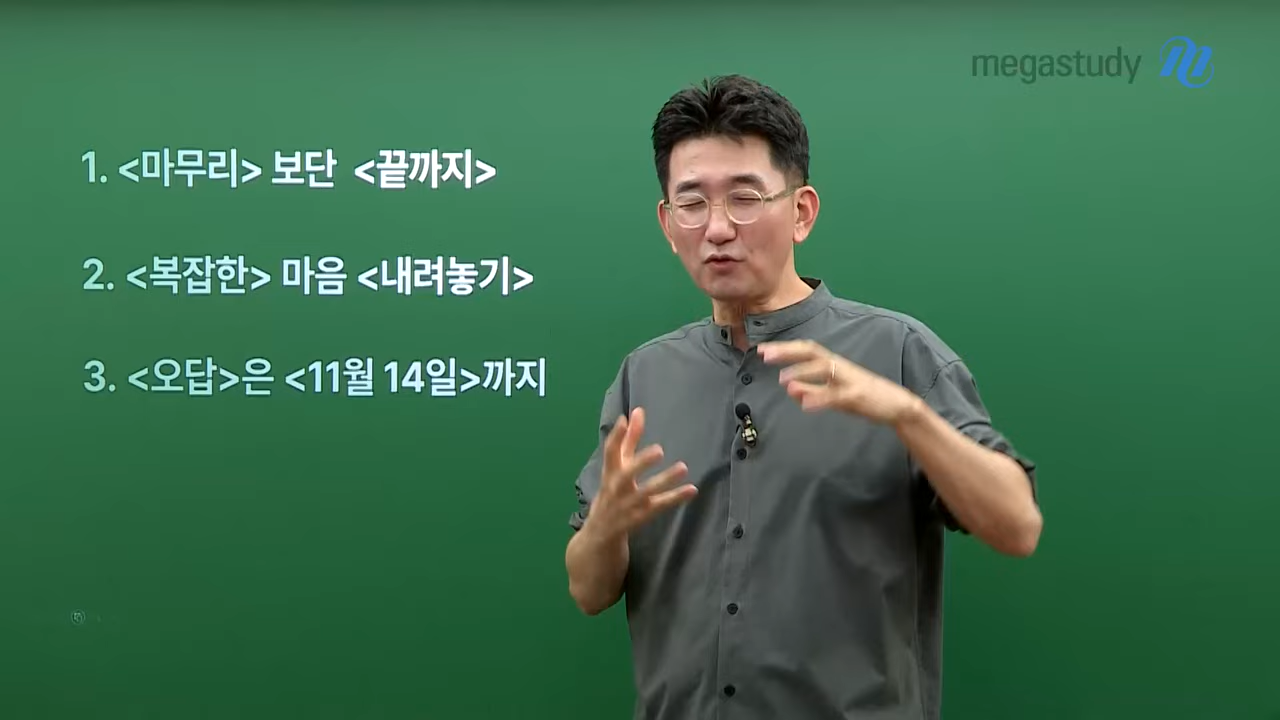 megastudy
1. <마무리> 보단 <끝까지>
2. <복잡한> 마음 <내려놓기>
3. <오답>은 <11월 14일>까지